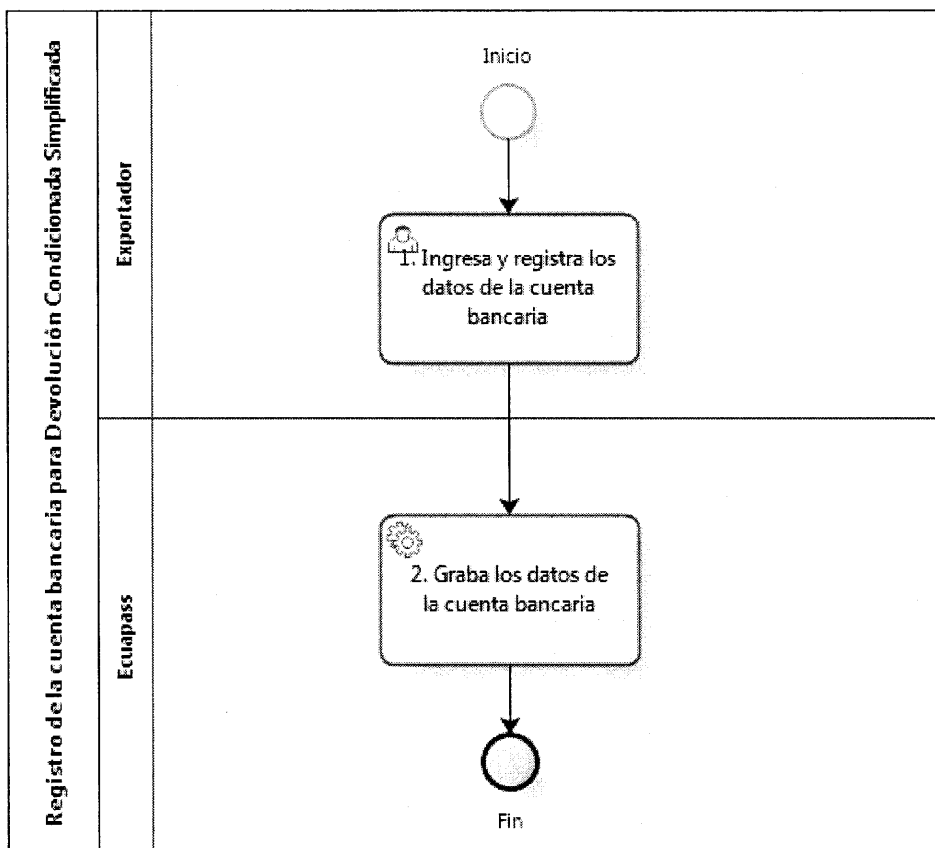 Registro de la cuenta bancaria para Devolución Condicionada Simplificada
Exportador
Inicio
1. Ingresa y registra los
datos de la cuenta
bancaria
Ecuapass
2. Graba los datos de
la cuenta bancaria
Fin